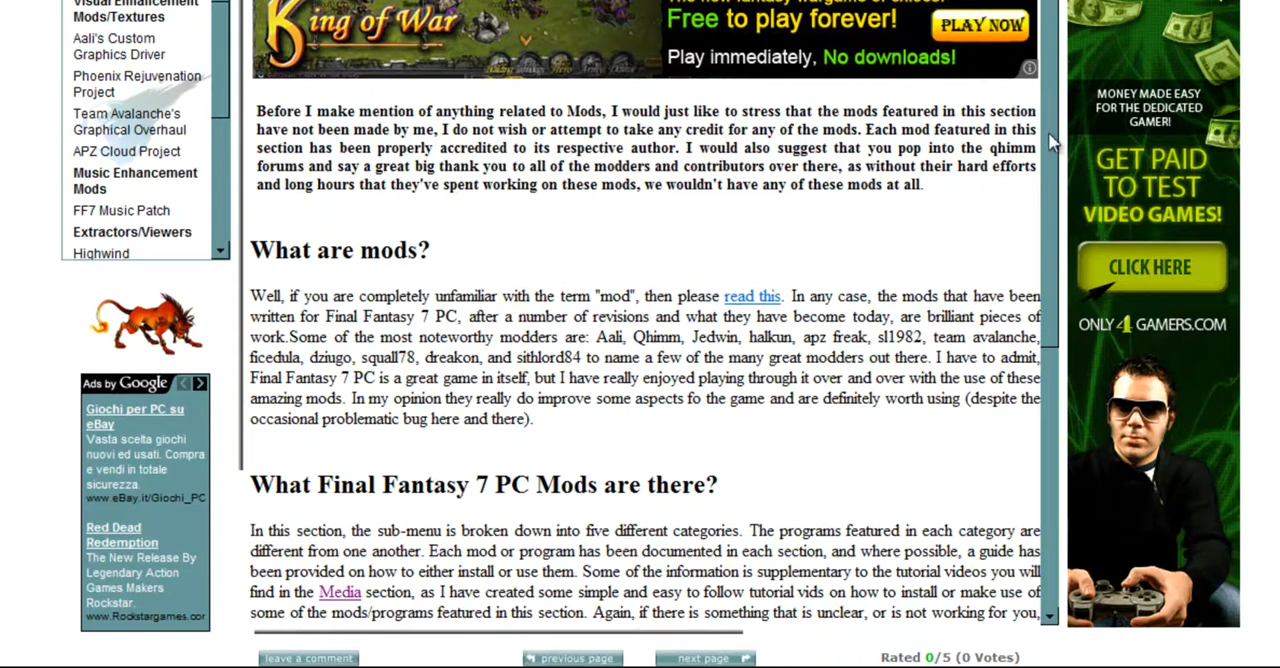 Visual Enhancement
Mods/Textures
Aali's Custom
Graphics Driver
Phoenix Rejuvenation
Project
Team Avalanche's
Graphical Overhaul
APZ Cloud Project
Music Enhancement
Mods
FF7 Music Patch
Extractors/Viewers
Highwind
King of War
Free to play forever!
PLAY NOW
Play immediately, No downloads!
Before I make mention of anything related to Mods, I would just like to stress that the mods featured in this section
have not been made by me, I do not wish or attempt to take any credit for any of the mods. Each mod featured in this
section has been properly accredited to its respective author. I would also suggest that you pop into the qhimm
forums and say a great big thank you to all of the modders and contributors over there, as without their hard efforts
and long hours that they've spent working on these mods, we wouldn't have any of these mods at all.
What are mods?
Well, if you are completely unfamiliar with the term "mod", then please read this. In any case, the mods that have been
written for Final Fantasy 7 PC, after a number of revisions and what they have become today, are brilliant pieces of
work.Some of the most noteworthy modders are: Aali, Qhimm, Jedwin, halkun, apz freak, sl1982, team avalanche,
ficedula, dziugo, squall78, dreakon, and sithlord84 to name a few of the many great modders out there. I have to admit,
Final Fantasy 7 PC is a great game in itself, but I have really enjoyed playing through it over and over with the use of these
amazing mods. In my opinion they really do improve some aspects fo the game and are definitely worth using (despite the
occasional problematic bug here and there).
What Final Fantasy 7 PC Mods are there?
In this section, the sub-menu is broken down into five different categories. The programs featured in each category are
different from one another. Each mod or program has been documented in each section, and where possible, a guide has
been provided on how to either install or use them. Some of the information is supplementary to the tutorial videos you will
find in the Media section, as I have created some simple and easy to follow tutorial vids on how to install or make use of
some of the mods/programs featured in this section. Again, if there is something that is unclear, or is not working for you,
Ads by Google
Giochi per PC su
eBay
Vasta scelta giochi
nuovi ed usati. Compra
e vendi in totale
sicurezza.
www.eBay.it/Giochi_PC
Red Dead
Redemption
The New Release By
Legendary Action
Games Makers
Rockstar.
www.Rockstargames.cor
leave a comment
previous page
next page
Rated 0/5 (0 Votes)
MONEY MADE EASY
FOR THE DEDICATED
GAMER!
GET PAID
TO TEST
VIDEO GAMES!
CLICK HERE
ONLY4GAMERS.COM